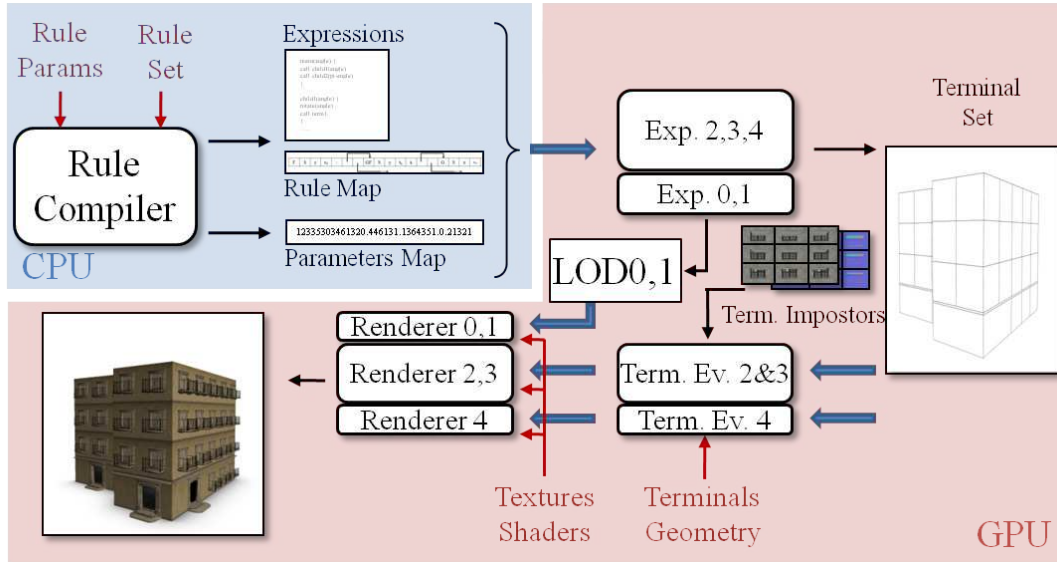 Rule
Params
Rule
Set
Expressions
Rule
Compiler
Rule Map
12335303461320.446131.1364351.0.21321
Parameters Map
CPU
Exp. 2,3,4
Exp. 0,1
Terminal
Set
LOD0,1
Term. Impostors
Renderer 0,1
Renderer 2,3
Renderer 4
Term. Ev. 2&3
Term. Ev. 4
Textures
Shaders
Terminals
Geometry
GPU